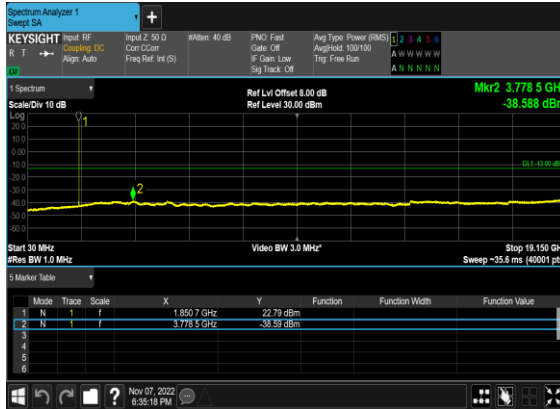 Spectrum Analyzer 1
Swept SA
+
KEYSIGHT Input: RF Input Z: 50 Ω #Atten: 40 dB PNO: Fast Avg Type: Power (RMS) 1 2 3 4 5 6
R T Coupling: DC Corr CCorr Gate: Off Avg|Hold: 100/100 A W W W W W
Align: Auto Freq Ref: Int (S) IF Gain: Low Trig: Free Run
Sig Track: Off A N N N N N
LU
1 Spectrum
Scale/Div 10 dB
Ref Lvl Offset 8.00 dB
Ref Level 30.00 dBm
Mkr2 3.778 5 GH
-38.588 dBr
Log
20.0
10.0
0.00
-10.0
-20.0
-30.0
-40.0
-50.0
-60.0
1
2
DL1 -13.00 dB
Start 30 MHz Video BW 3.0 MHz* Stop 19.150 GH
#Res BW 1.0 MHz Sweep ~35.6 ms (40001 pt
5 Marker Table
Mode Trace Scale X Y Function Function Width Function Value
1 N 1 f 1.850 7 GHz 22.79 dBm
2 N 1 f 3.778 5 GHz -38.59 dBm
3
4
5
6
?
Nov 07, 2022
6:35:18 PM